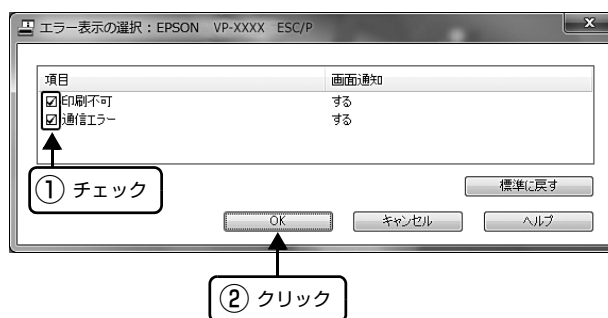 エラー表示の選択：EPSON VP-XXXX ESC/P
項目 画面通知
印刷不可 する
通信エラー する
① チェック
標準に戻す
OK キャンセル ヘルプ
② クリック